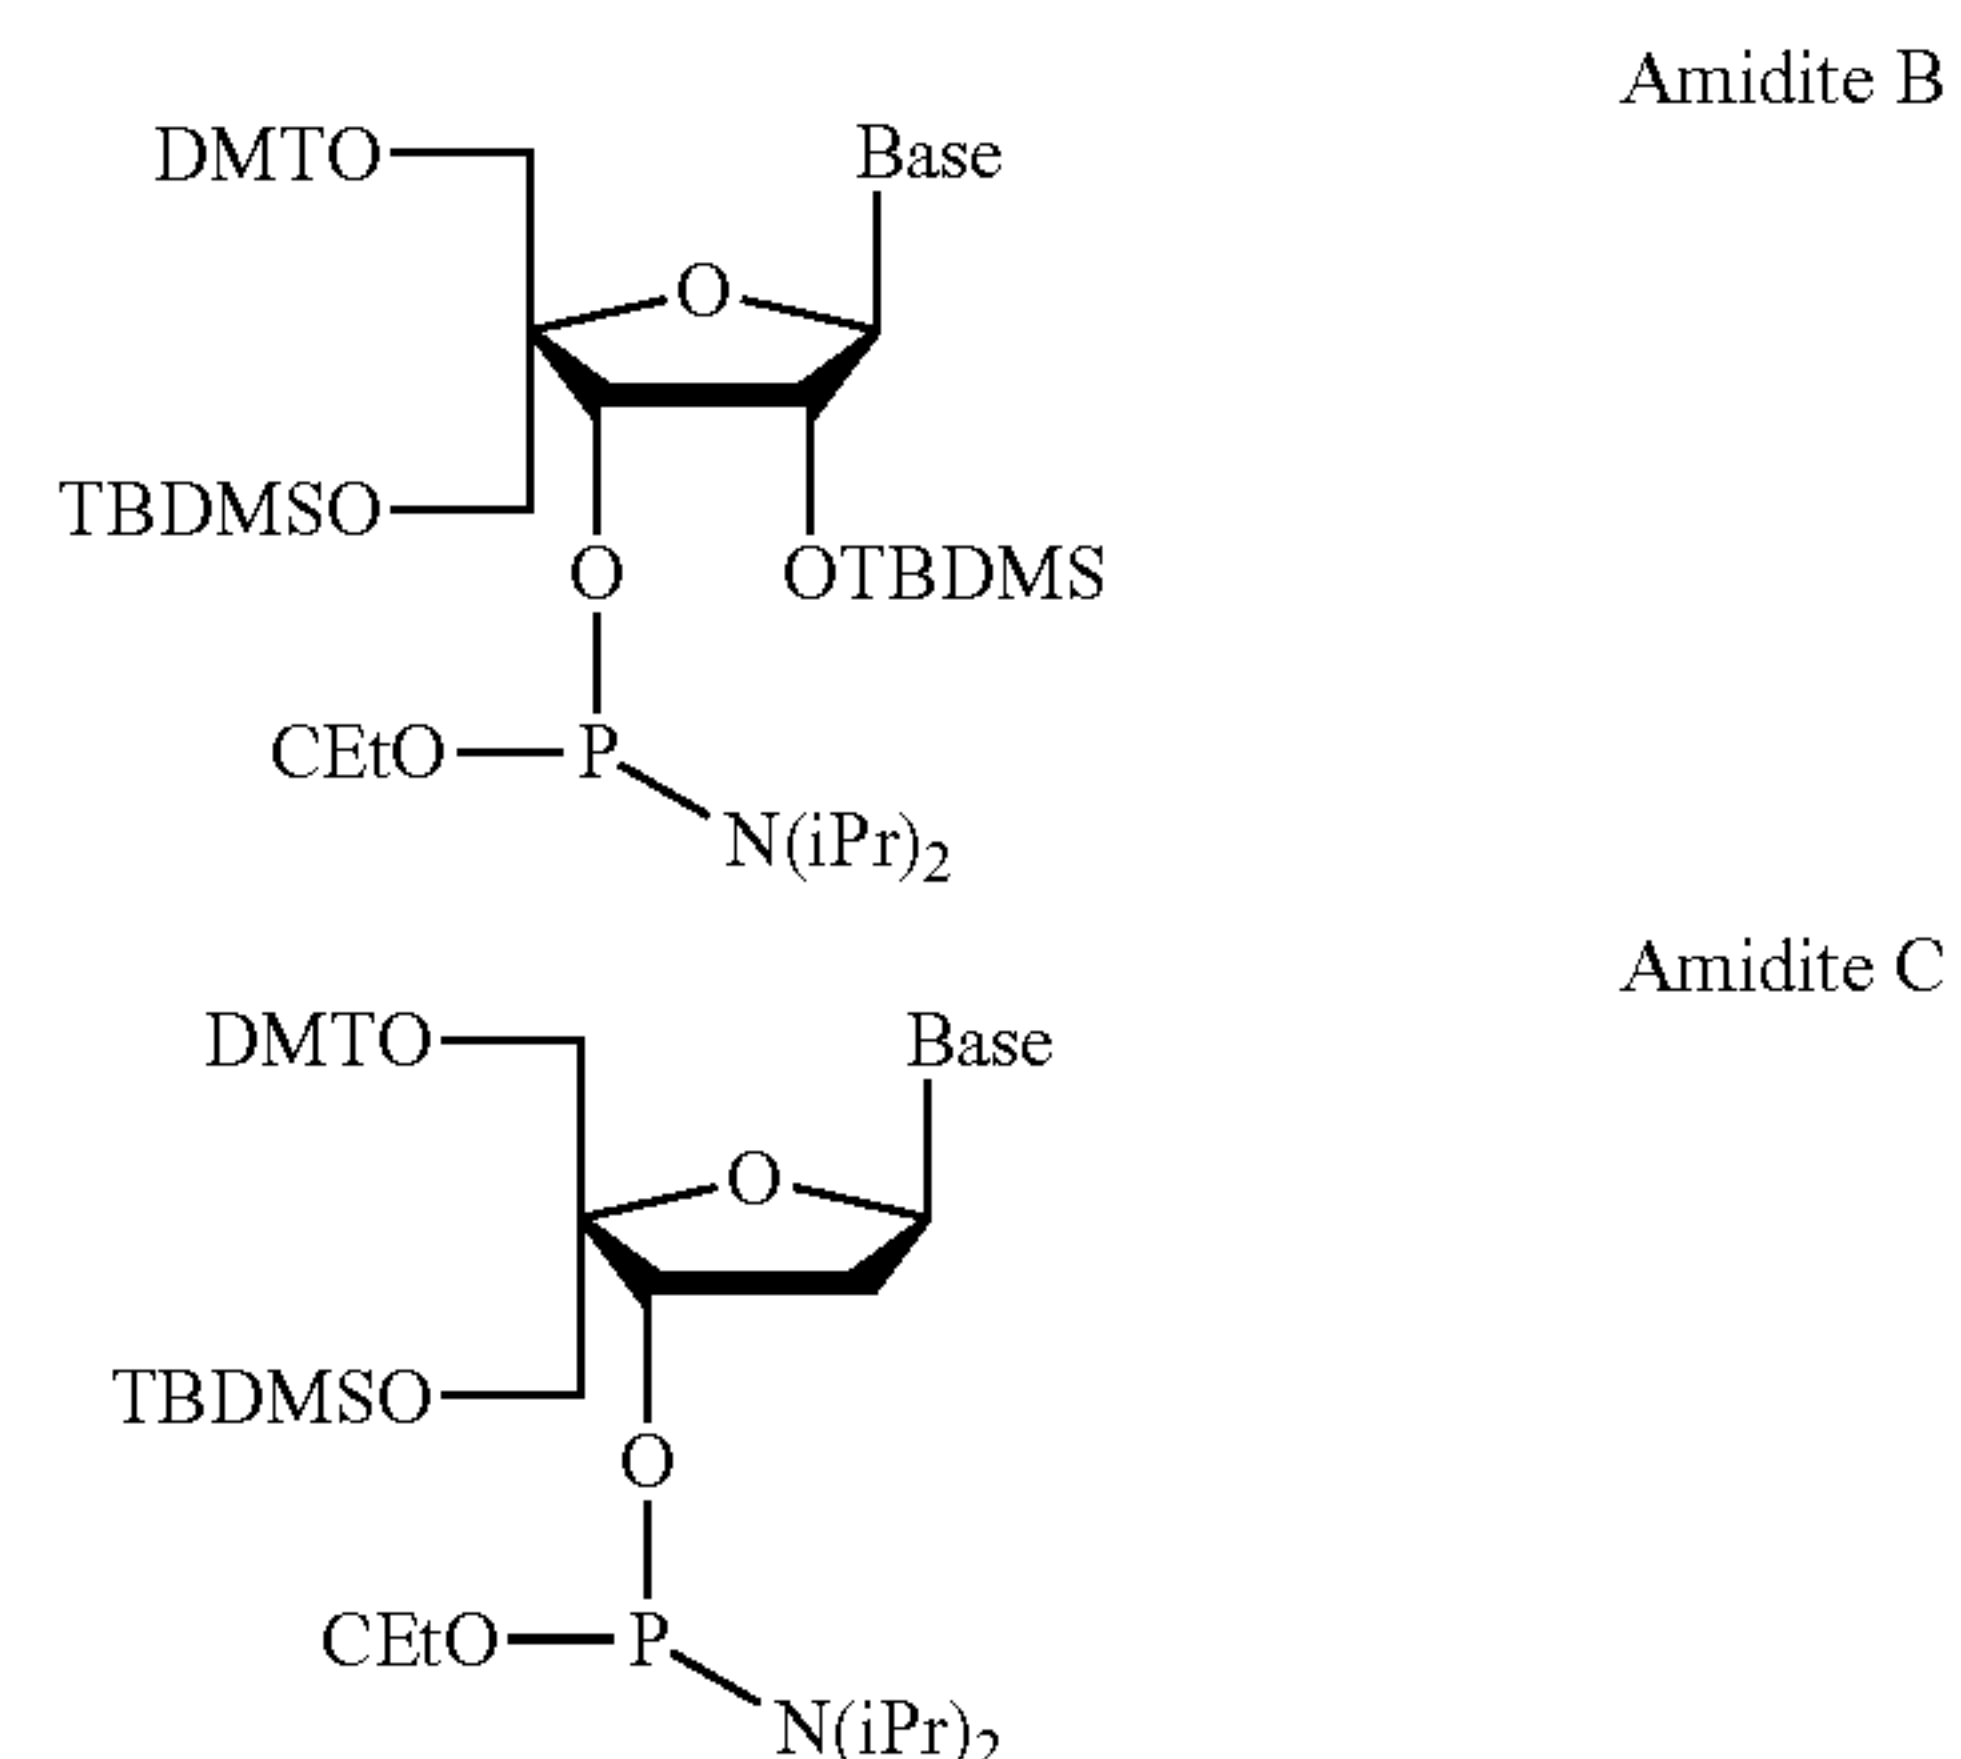 Amidite B
DMTO
Base
O
TBDMSO
O
OTBDMS
CEtO
P
N(iPr)2
Amidite C
DMTO
Base
O
TBDMSO
O
CEtO
P
N(iPr)2